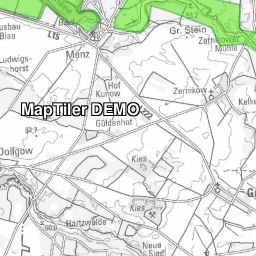 usbau
Blau
Bad
Gr. Stein
Zernikower
Mühle
L15
Menz
Ludwigs-
horst
Hof
Kunow
Zernikow
Kelke
MapTiler DEMO
Güldenhof
Dollgow
Kies
Kies
Hartzwalde
Neue
Siedl